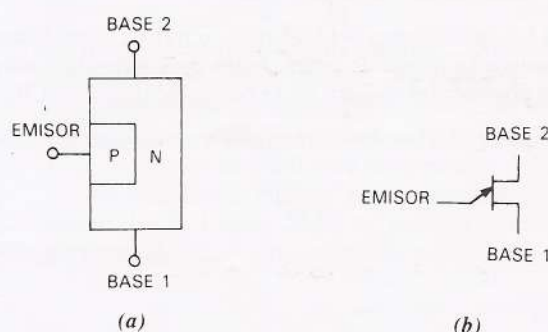 BASE 2
EMISOR
P N
BASE 1
(a)
BASE 2
EMISOR
BASE 1
(b)